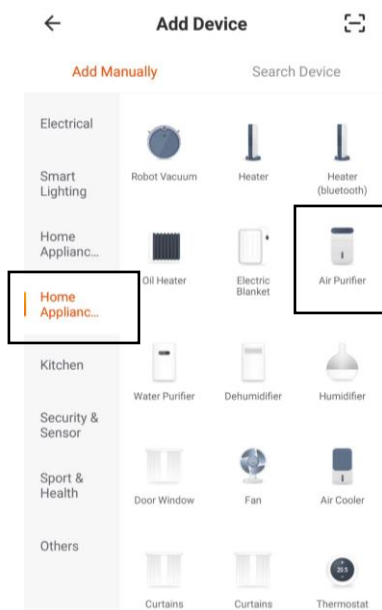 Add Device
Add Manually
Search Device
Electrical
Smart
Lighting
Home
Applianc...
Home
Applianc...
Kitchen
Security &
Sensor
Sport &
Health
Others
Robot Vacuum
Heater
Heater
(bluetooth)
Oil Heater
Electric
Blanket
Air Purifier
Water Purifier
Dehumidifier
Humidifier
Door Window
Fan
Air Cooler
Curtains
Curtains
Thermostat